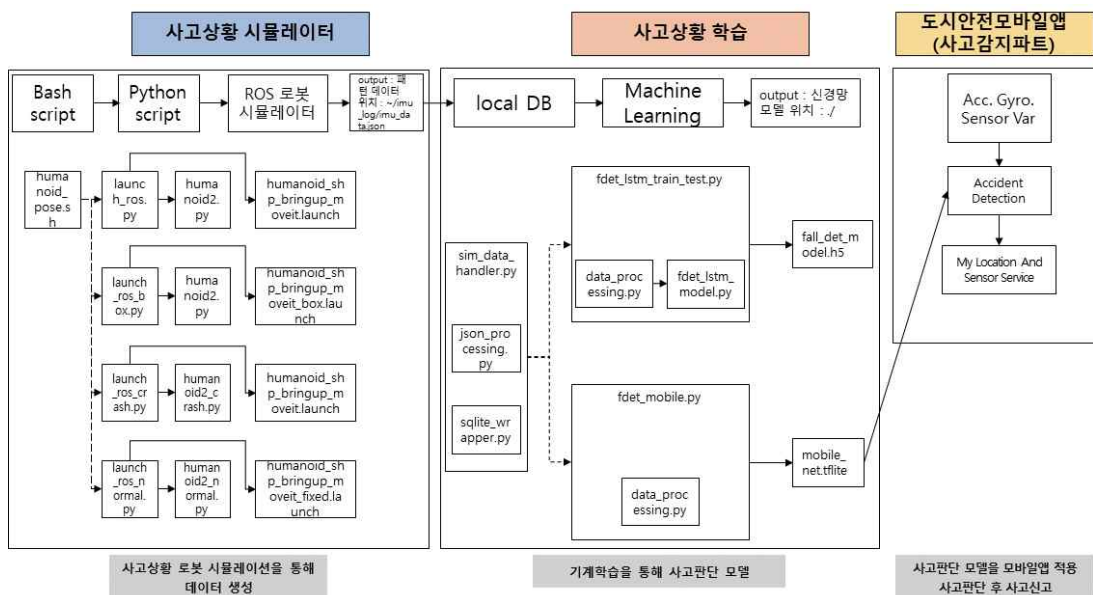 사고상황 시뮬레이터
Bash
script
Python
script
ROS 로봇
시뮬레이터
output : 패
턴 데이터
위치 : ~/imu
_log/imu_da
ta.json
huma
noid_
pose.s
h
launc
h_ros.
py
huma
noid2.
py
humanoid_sh
p_bringup_m
oveit.launch
launch
_ros_b
ox.py
huma
noid2.
py
humanoid_sh
p_bringup_m
oveit_box.lau
nch
launch
_ros_cr
ash.py
human
oid2_c
rash.py
humanoid_sh
p_bringup_m
oveit.launch
launch
_ros_n
ormal.
py
human
oid2_n
ormal.
py
humanoid_sh
p_bringup_m
oveit_fixed.la
unch
사고상황 로봇 시뮬레이션을 통해
데이터 생성
사고상황 학습
local DB
Machine
Learning
output : 신경망
모델 위치 : ./
sim_data_
handler.py
json_pro
cessing.
py
sqlite_wr
apper.py
fdet_lstm_train_test.py
data_proc
essing.py
fdet_lstm_
model.py
fall_det_m
odel.h5
fdet_mobile.py
data_proc
essing.py
mobile_
net.tflite
기계학습을 통해 사고판단 모델
도시안전모바일앱
(사고감지파트)
Acc. Gyro.
Sensor Var
Accident
Detection
My Location And
Sensor Service
사고판단 모델을 모바일앱 적용
사고판단 후 사고신고